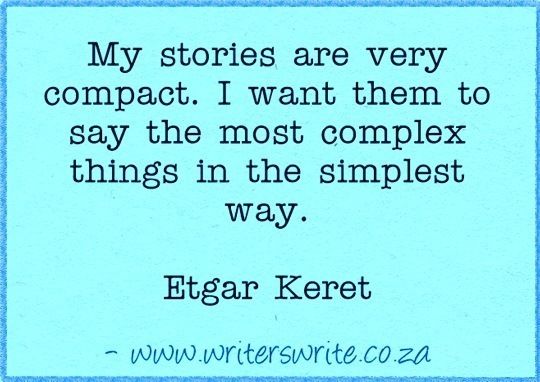 My stories are very
compact. I want them to
say the most complex
things in the simplest
way.
Etgar Keret
- www.writerswrite.co.za